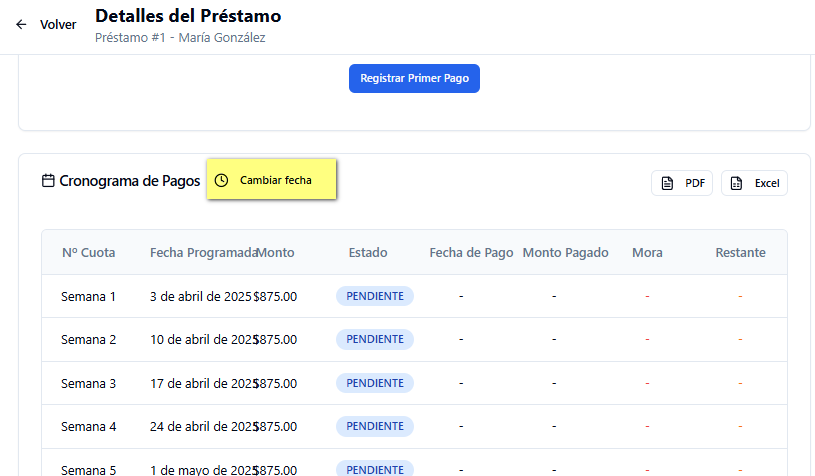 Volver
Detalles del Préstamo
Préstamo #1 - María González
Registrar Primer Pago
Cronograma de Pagos Cambiar fecha PDF Excel
Nº Cuota Fecha Programada Monto Estado Fecha de Pago Monto Pagado Mora Restante
Semana 1 3 de abril de 2025 $875.00 PENDIENTE - - - -
Semana 2 10 de abril de 2025 $875.00 PENDIENTE - - - -
Semana 3 17 de abril de 2025 $875.00 PENDIENTE - - - -
Semana 4 24 de abril de 2025 $875.00 PENDIENTE - - - -
Semana 5 1 de mayo de 2025 $875.00 PENDIENTE - - - -